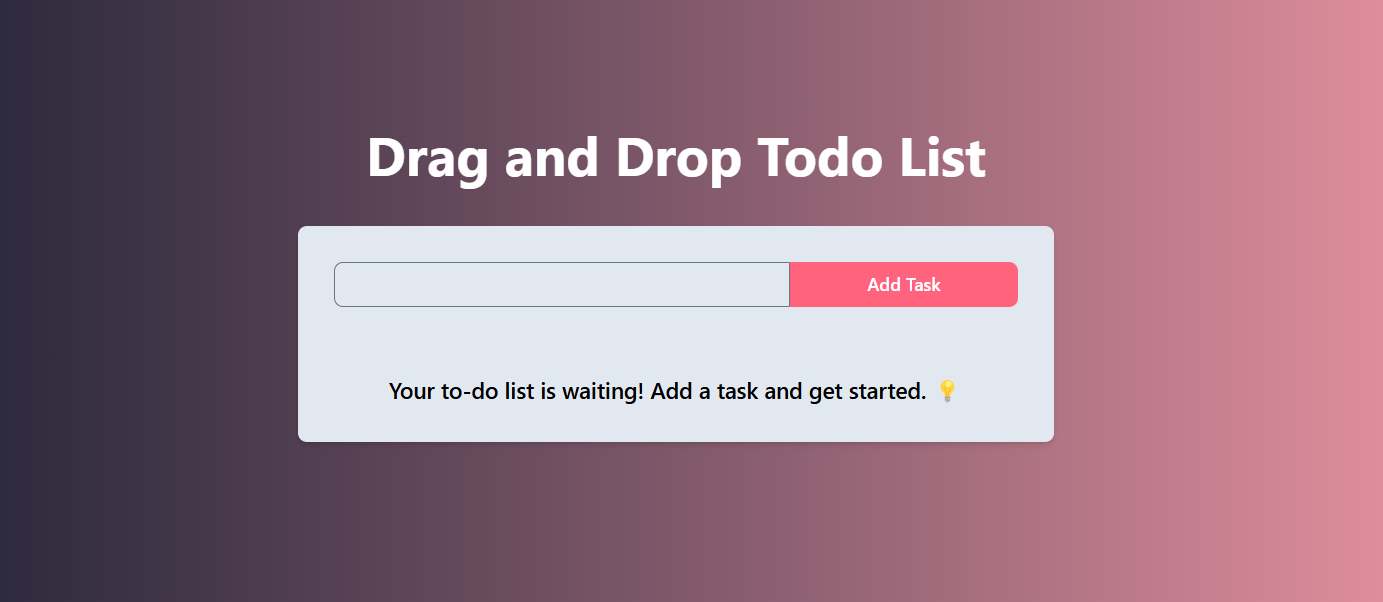 Drag and Drop Todo List
Add Task
Your to-do list is waiting! Add a task and get started. 💡